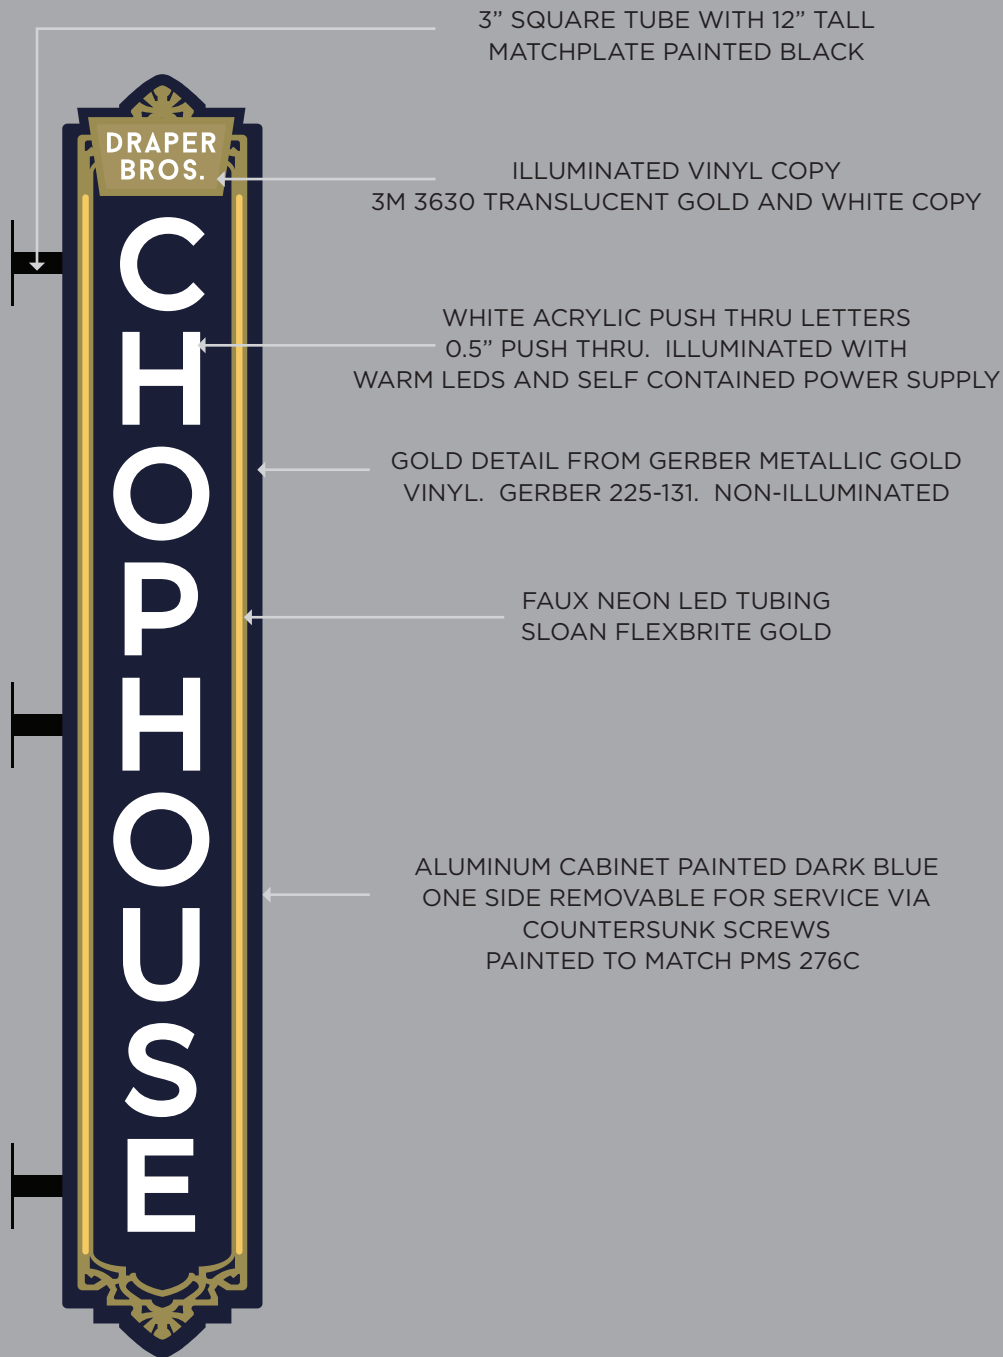 3” SQUARE TUBE WITH 12” TALL
MATCHPLATE PAINTED BLACK
DRAPER
BROS.
ILLUMINATED VINYL COPY
3M 3630 TRANSLUCENT GOLD AND WHITE COPY
C
H
O
P
H
O
U
S
E
WHITE ACRYLIC PUSH THRU LETTERS
0.5” PUSH THRU. ILLUMINATED WITH
WARM LEDS AND SELF CONTAINED POWER SUPPLY
GOLD DETAIL FROM GERBER METALLIC GOLD
VINYL. GERBER 225-131. NON-ILLUMINATED
FAUX NEON LED TUBING
SLOAN FLEXBRITE GOLD
ALUMINUM CABINET PAINTED DARK BLUE
ONE SIDE REMOVABLE FOR SERVICE VIA
COUNTERSUNK SCREWS
PAINTED TO MATCH PMS 276C